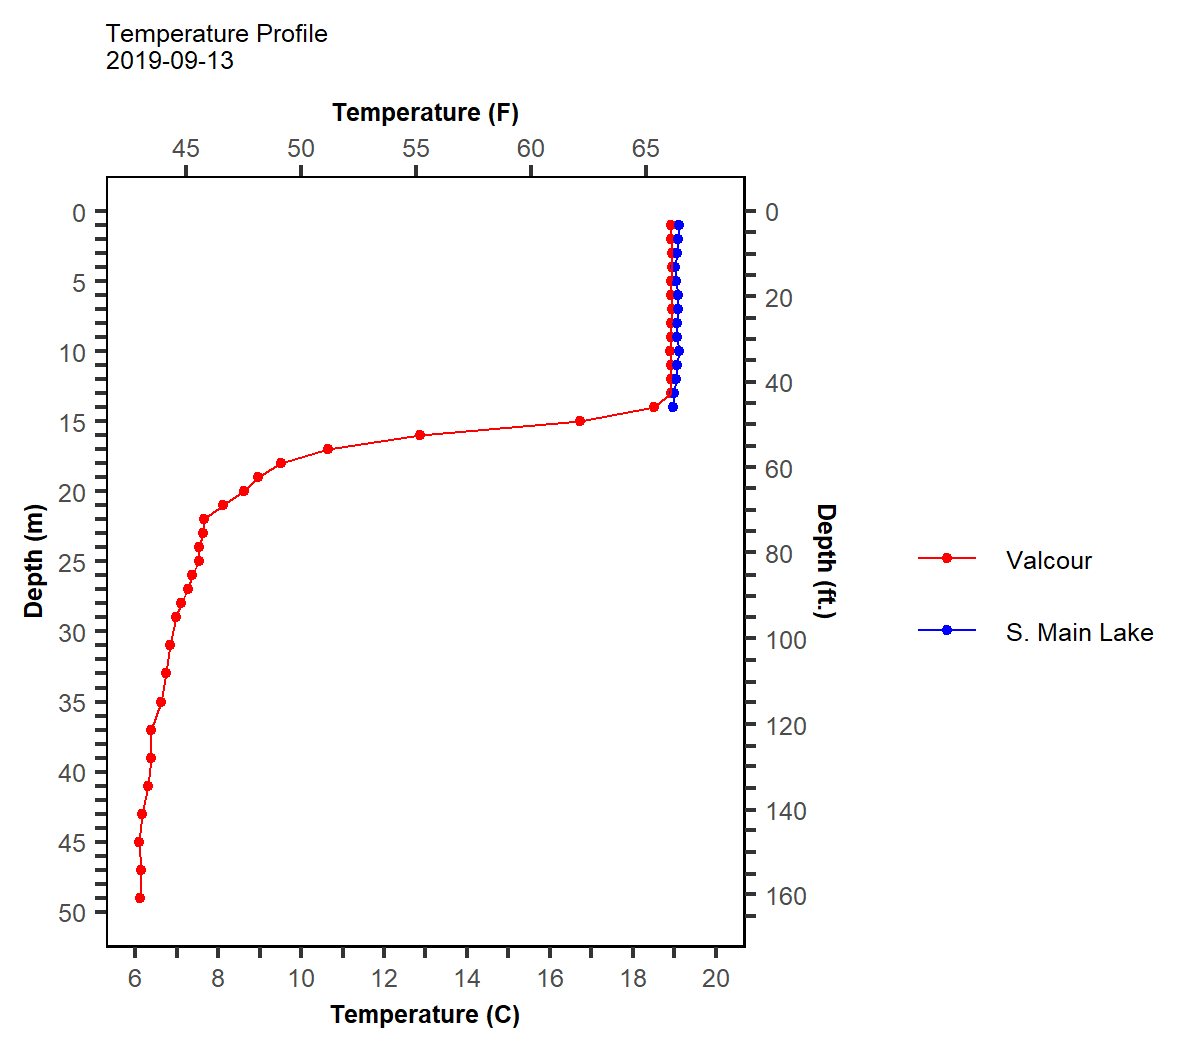 Temperature Profile
2019-09-13
Temperature (F)
45 50 55 60 65
0 5 10 15 20 25 30 35 40 45 50
Depth (m)
0 20 40 60 80 100 120 140 160
Depth (ft.)
Valcour
S. Main Lake
6 8 10 12 14 16 18 20
Temperature (C)